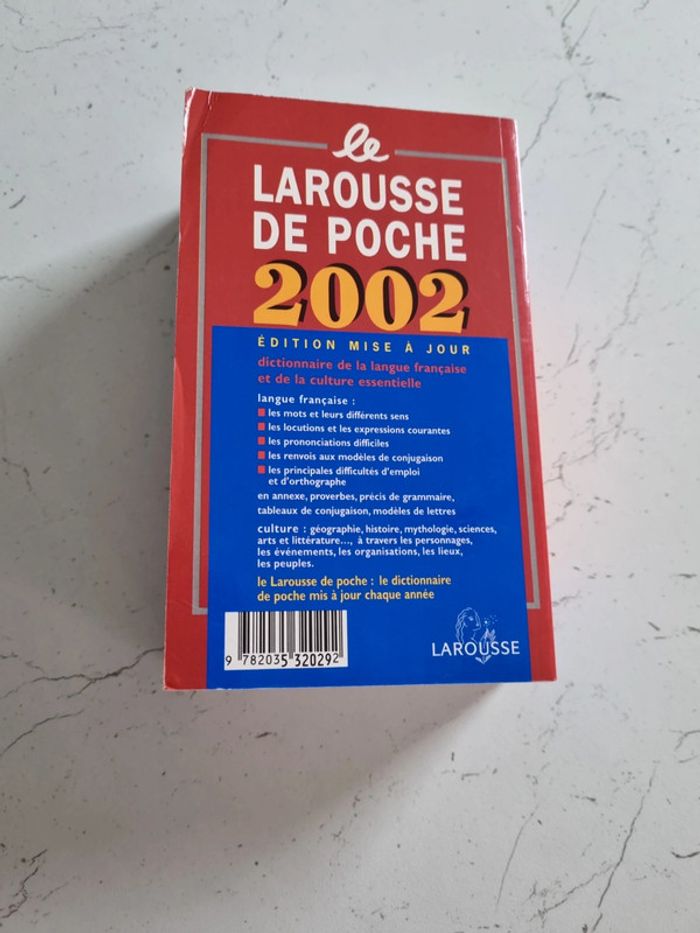 le
LAROUSSE
DE POCHE
2002
ÉDITION MISE À JOUR
dictionnaire de la langue française
et de la culture essentielle
langue française :
les mots et leurs différents sens
les locutions et les expressions courantes
les prononciations difficiles
les renvois aux modèles de conjugaison
les principales difficultés d'emploi
et d'orthographe
en annexe, proverbes, précis de grammaire,
tableaux de conjugaison, modèles de lettres
culture : géographie, histoire, mythologie, sciences,
arts et littérature..., à travers les personnages,
les événements, les organisations, les lieux,
les peuples.
le Larousse de poche : le dictionnaire
de poche mis à jour chaque année
9 782035 320292
LAROUSSE